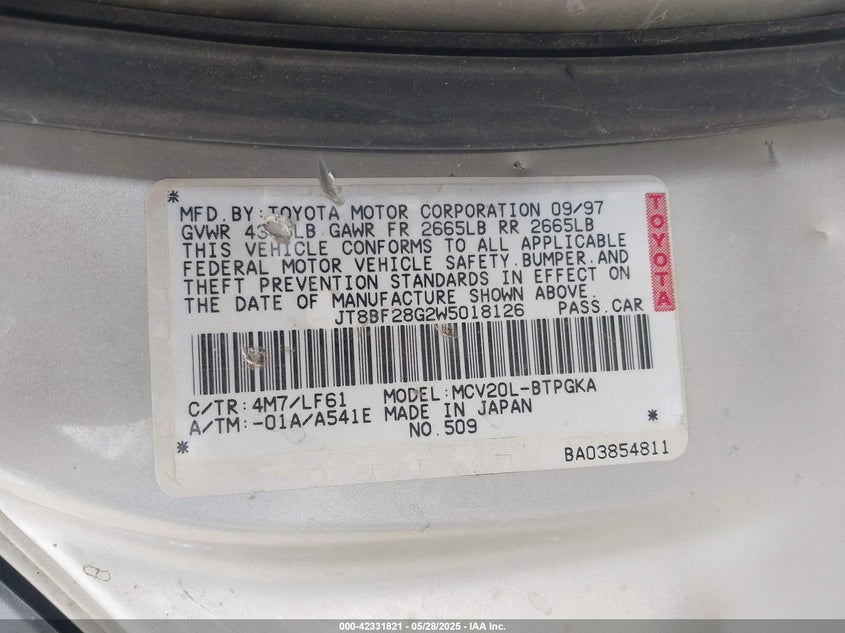 MFD.BY:TOYOTA MOTOR CORPORATION 09/97
GVWR LB GAWR FR 2665LB RR 2665LB
THIS VEHICLE CONFORMS TO ALL APPLICABLE
FEDERAL MOTOR VEHICLE SAFETY.BUMPER.AND
THEFT PREVENTION STANDARDS IN EFFECT ON
THE DATE OF MANUFACTURE SHOWN ABOVE.
JT8BF28G2W5018126 PASS.CAR
TOYOTA
C/TR:4M7/LF61 MODEL:MCV20L-BTPGKA
A/TM:-01A/A541E MADE IN JAPAN
NO.509
BA03854811
000-42331821 - 05/28/2025 - IAA Inc.